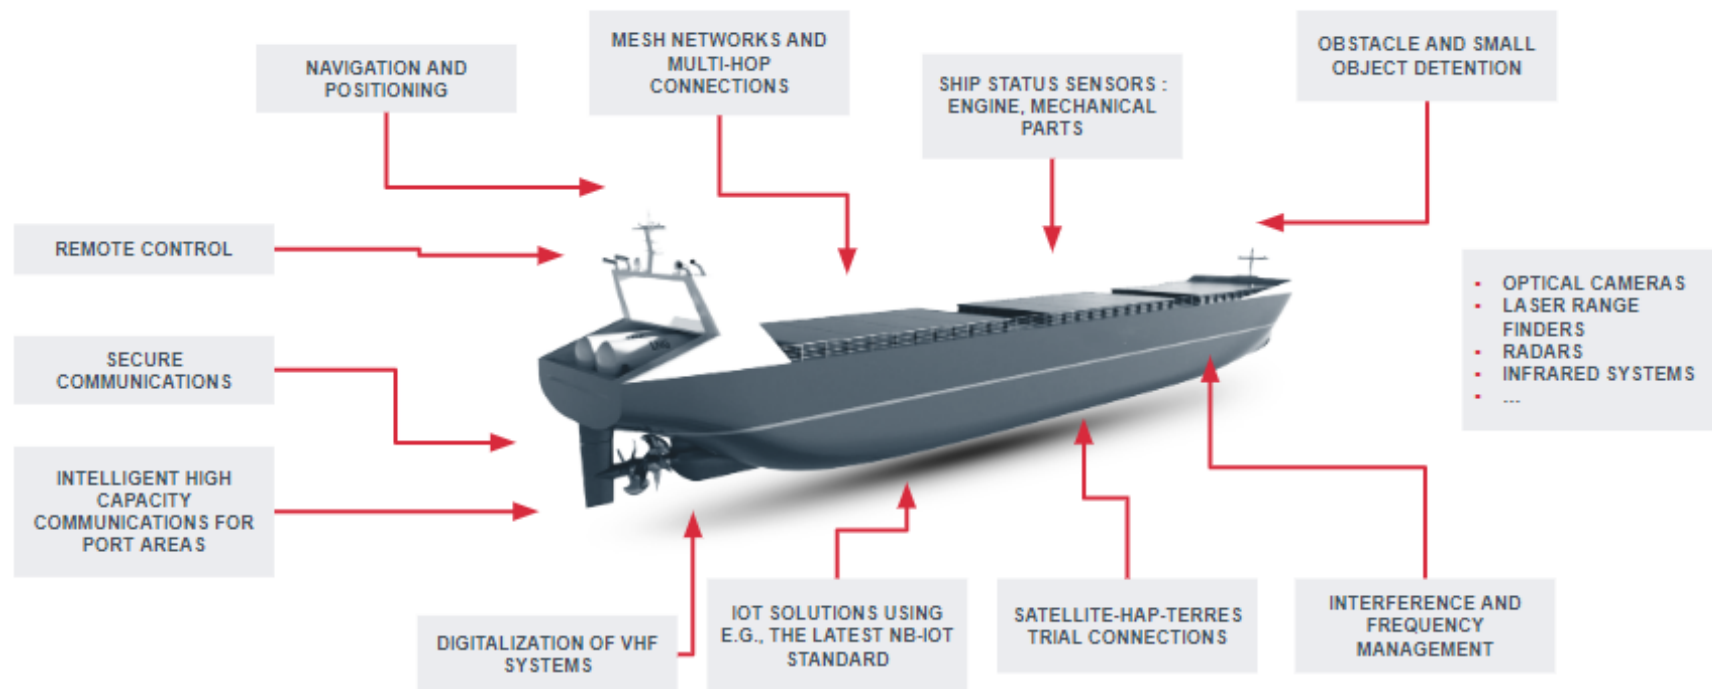 MESH NETWORKS AND
MULTI-HOP
CONNECTIONS
OBSTACLE AND SMALL
OBJECT DETENTION
NAVIGATION AND
POSITIONING
SHIP STATUS SENSORS :
ENGINE, MECHANICAL
PARTS
REMOTE CONTROL
▪ OPTICAL CAMERAS
▪ LASER RANGE
FINDERS
▪ RADARS
▪ INFRARED SYSTEMS
▪ ---
LNG
SECURE
COMMUNICATIONS
INTELLIGENT HIGH
CAPACITY
COMMUNICATIONS FOR
PORT AREAS
DIGITALIZATION OF VHF
SYSTEMS
IOT SOLUTIONS USING
E.G., THE LATEST NB-IOT
STANDARD
SATELLITE-HAP-TERRES
TRIAL CONNECTIONS
INTERFERENCE AND
FREQUENCY
MANAGEMENT